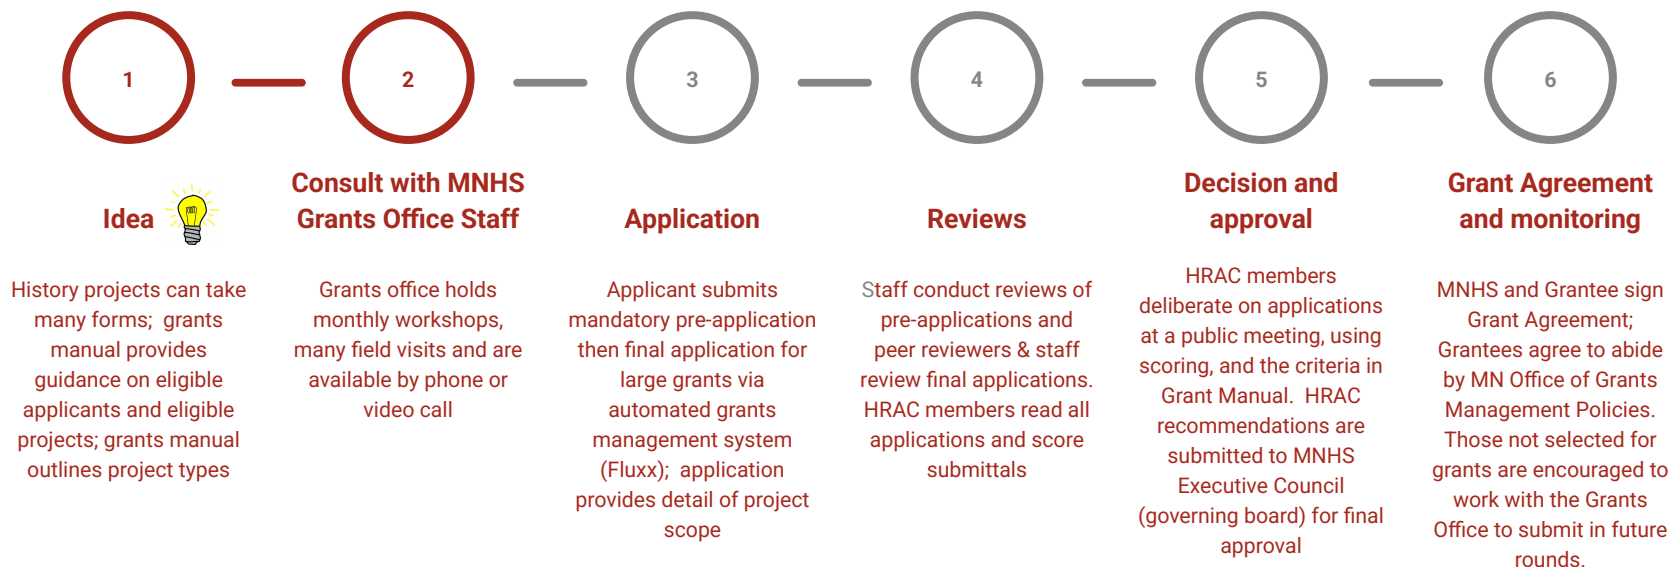 1
Idea
History projects can take
many forms;  grants
manual provides
guidance on eligible
applicants and eligible
projects; grants manual
outlines project types
2
Consult with MNHS
Grants Office Staff
Grants office holds
monthly workshops,
many field visits and are
available by phone or
video call
3
Application
Applicant submits
mandatory pre-application
then final application for
large grants via
automated grants
management system
(Fluxx);  application
provides detail of project
scope
4
Reviews
Staff conduct reviews of
pre-applications and
peer reviewers & staff
review final applications.
HRAC members read all
applications and score
submittals
5
Decision and
approval
HRAC members
deliberate on applications
at a public meeting, using
scoring, and the criteria in
Grant Manual.  HRAC
recommendations are
submitted to MNHS
Executive Council
(governing board) for final
approval
6
Grant Agreement
and monitoring
MNHS and Grantee sign
Grant Agreement;
Grantees agree to abide
by MN Office of Grants
Management Policies.
Those not selected for
grants are encouraged to
work with the Grants
Office to submit in future
rounds.